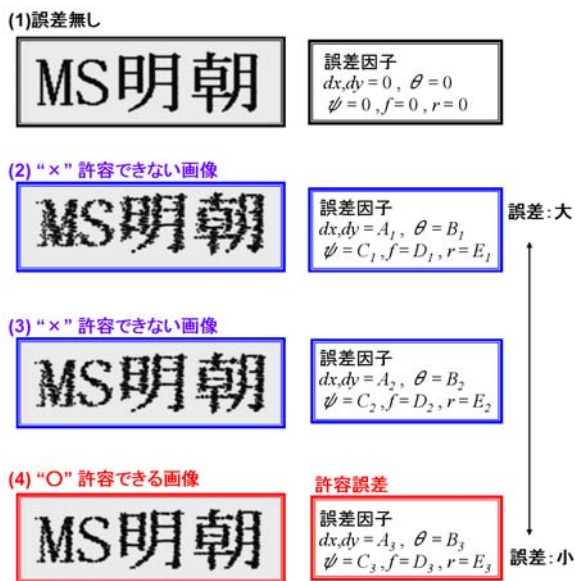 (1)誤差無し
MS明朝
誤差因子
dx,dy = 0 , θ = 0
ψ = 0 , f = 0 , r = 0
(2) “×” 許容できない画像
MS明朝
誤差因子
dx,dy = A₁ , θ = B₁
ψ = C₁ , f = D₁ , r = E₁
誤差:大
(3) “×” 許容できない画像
MS明朝
誤差因子
dx,dy = A₂ , θ = B₂
ψ = C₂ , f = D₂ , r = E₂
(4) “〇” 許容できる画像
MS明朝
許容誤差
誤差因子
dx,dy = A₃ , θ = B₃
ψ = C₃ , f = D₃ , r = E₃
誤差:小